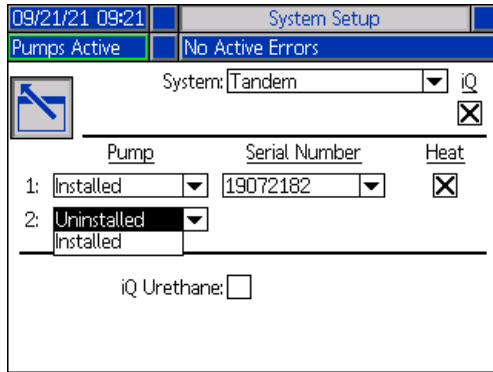 09/21/21 09:21 System Setup
Pumps Active No Active Errors
System: Tandem iQ
Pump Serial Number Heat
1: Installed 19072182
2: Uninstalled
Installed
iQ Urethane: